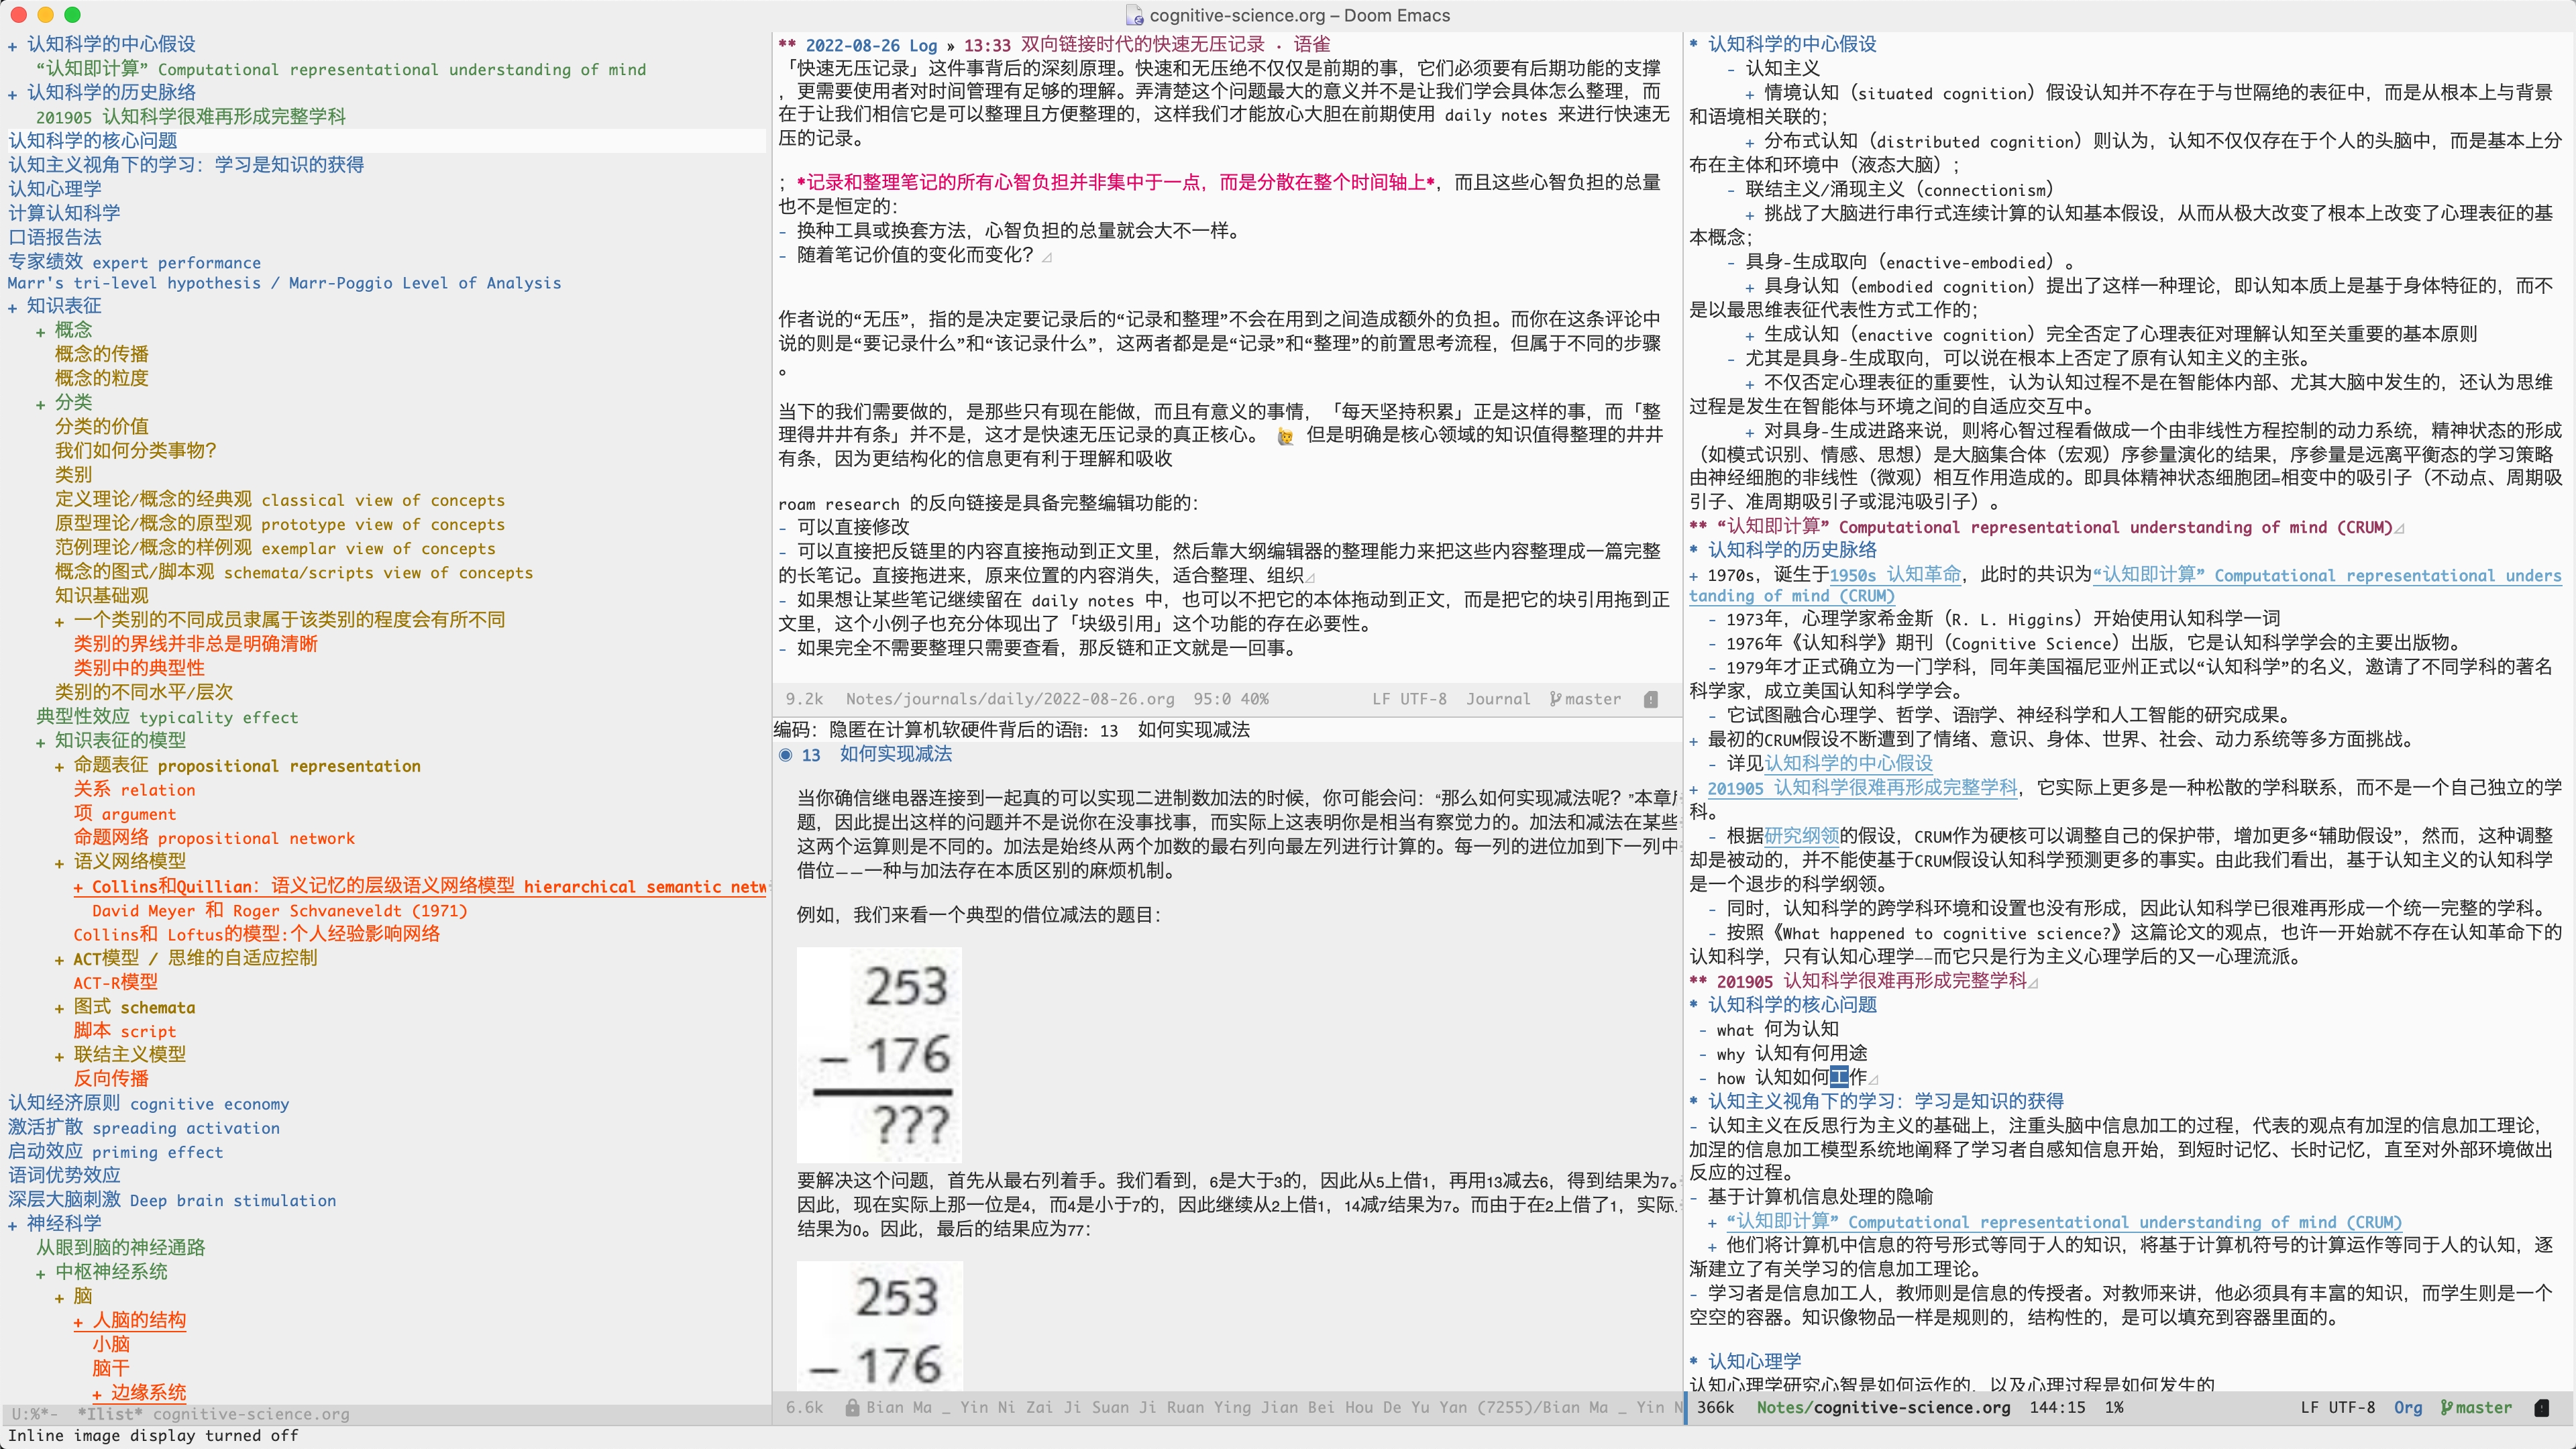 cognitive-science.org – Doom Emacs
+ 认知科学的中心假设
“认知即计算” Computational representational understanding of mind
+ 认知科学的历史脉络
201905 认知科学很难再形成完整学科
认知科学的核心问题
认知主义视角下的学习：学习是知识的获得
认知心理学
计算认知科学
口语报告法
专家绩效 expert performance
Marr's tri-level hypothesis / Marr-Poggio Level of Analysis
+ 知识表征
+ 概念
概念的传播
概念的粒度
+ 分类
分类的价值
我们如何分类事物？
类别
定义理论/概念的经典观 classical view of concepts
原型理论/概念的原型观 prototype view of concepts
范例理论/概念的样例观 exemplar view of concepts
概念的图式/脚本观 schemata/scripts view of concepts
知识基础观
+ 一个类别的不同成员隶属于该类别的程度会有所不同
类别的界线并非总是明确清晰
类别中的典型性
类别的不同水平/层次
典型性效应 typicality effect
+ 知识表征的模型
+ 命题表征 propositional representation
关系 relation
项 argument
命题网络 propositional network
+ 语义网络模型
+ Collins和Quillian：语义记忆的层级语义网络模型 hierarchical semantic netw
David Meyer 和 Roger Schvaneveldt (1971)
Collins和 Loftus的模型:个人经验影响网络
+ ACT模型 / 思维的自适应控制
ACT-R模型
+ 图式 schemata
脚本 script
+ 联结主义模型
反向传播
认知经济原则 cognitive economy
激活扩散 spreading activation
启动效应 priming effect
语词优势效应
深层大脑刺激 Deep brain stimulation
+ 神经科学
从眼到脑的神经通路
+ 中枢神经系统
+ 脑
+ 人脑的结构
小脑
脑干
+ 边缘系统
U:%*-  *Ilist* cognitive-science.org
Inline image display turned off
** 2022-08-26 Log » 13:33 双向链接时代的快速无压记录 · 语雀
「快速无压记录」这件事背后的深刻原理。快速和无压绝不仅仅是前期的事，它们必须要有后期功能的支撑
，更需要使用者对时间管理有足够的理解。弄清楚这个问题最大的意义并不是让我们学会具体怎么整理，而
在于让我们相信它是可以整理且方便整理的，这样我们才能放心大胆在前期使用 daily notes 来进行快速无
压的记录。
；*记录和整理笔记的所有心智负担并非集中于一点，而是分散在整个时间轴上*，而且这些心智负担的总量
也不是恒定的：
- 换种工具或换套方法，心智负担的总量就会大不一样。
- 随着笔记价值的变化而变化？
作者说的“无压”，指的是决定要记录后的“记录和整理”不会在用到之间造成额外的负担。而你在这条评论中
说的则是“要记录什么”和“该记录什么”，这两者都是是“记录”和“整理”的前置思考流程，但属于不同的步骤
。
当下的我们需要做的，是那些只有现在能做，而且有意义的事情，「每天坚持积累」正是这样的事，而「整
理得井井有条」并不是，这才是快速无压记录的真正核心。 🙋 但是明确是核心领域的知识值得整理的井井
有条，因为更结构化的信息更有利于理解和吸收
roam research 的反向链接是具备完整编辑功能的：
- 可以直接修改
- 可以直接把反链里的内容直接拖动到正文里，然后靠大纲编辑器的整理能力来把这些内容整理成一篇完整
的长笔记。直接拖进来，原来位置的内容消失，适合整理、组织
- 如果想让某些笔记继续留在 daily notes 中，也可以不把它的本体拖动到正文，而是把它的块引用拖到正
文里，这个小例子也充分体现出了「块级引用」这个功能的存在必要性。
- 如果完全不需要整理只需要查看，那反链和正文就是一回事。
9.2k  Notes/journals/daily/2022-08-26.org  95:0 40%  LF UTF-8  Journal  master
编码：隐匿在计算机软硬件背后的语: 13  如何实现减法
◉ 13  如何实现减法
当你确信继电器连接到一起真的可以实现二进制数加法的时候，你可能会问：“那么如何实现减法呢？”本章
题，因此提出这样的问题并不是说你在没事找事，而实际上这表明你是相当有察觉力的。加法和减法在某些
这两个运算则是不同的。加法是始终从两个加数的最右列向最左列进行计算的。每一列的进位加到下一列中
借位——一种与加法存在本质区别的麻烦机制。
例如，我们来看一个典型的借位减法的题目：
253
– 176
???
要解决这个问题，首先从最右列着手。我们看到，6是大于3的，因此从5上借1，再用13减去6，得到结果为7。
因此，现在实际上那一位是4，而4是小于7的，因此继续从2上借1，14减7结果为7。而由于在2上借了1，实际
结果为0。因此，最后的结果应为77：
253
– 176
6.6k  Bian Ma _ Yin Ni Zai Ji Suan Ji Ruan Ying Jian Bei Hou De Yu Yan (7255)/Bian Ma _ Yin N
* 认知科学的中心假设
- 认知主义
+ 情境认知（situated cognition）假设认知并不存在于与世隔绝的表征中，而是从根本上与背景
和语境相关联的；
+ 分布式认知（distributed cognition）则认为，认知不仅仅存在于个人的头脑中，而是基本上分
布在主体和环境中（液态大脑）；
- 联结主义/涌现主义（connectionism）
+ 挑战了大脑进行串行式连续计算的认知基本假设，从而从极大改变了根本上改变了心理表征的基
本概念；
- 具身-生成取向（enactive-embodied）。
+ 具身认知（embodied cognition）提出了这样一种理论，即认知本质上是基于身体特征的，而不
是以最思维表征代表性方式工作的；
+ 生成认知（enactive cognition）完全否定了心理表征对理解认知至关重要的基本原则
- 尤其是具身-生成取向，可以说在根本上否定了原有认知主义的主张。
+ 不仅否定心理表征的重要性，认为认知过程不是在智能体内部、尤其大脑中发生的，还认为思维
过程是发生在智能体与环境之间的自适应交互中。
+ 对具身-生成进路来说，则将心智过程看做成一个由非线性方程控制的动力系统，精神状态的形成
（如模式识别、情感、思想）是大脑集合体（宏观）序参量演化的结果，序参量是远离平衡态的学习策略
由神经细胞的非线性（微观）相互作用造成的。即具体精神状态细胞团=相变中的吸引子（不动点、周期吸
引子、准周期吸引子或混沌吸引子）。
** “认知即计算” Computational representational understanding of mind (CRUM)
* 认知科学的历史脉络
+ 1970s，诞生于1950s 认知革命，此时的共识为“认知即计算” Computational representational unders
tanding of mind (CRUM)
- 1973年，心理学家希金斯（R. L. Higgins）开始使用认知科学一词
- 1976年《认知科学》期刊（Cognitive Science）出版，它是认知科学学会的主要出版物。
- 1979年才正式确立为一门学科，同年美国福尼亚州正式以“认知科学”的名义，邀请了不同学科的著名
科学家，成立美国认知科学学会。
- 它试图融合心理学、哲学、语学、神经科学和人工智能的研究成果。
+ 最初的CRUM假设不断遭到了情绪、意识、身体、世界、社会、动力系统等多方面挑战。
- 详见认知科学的中心假设
+ 201905 认知科学很难再形成完整学科，它实际上更多是一种松散的学科联系，而不是一个自己独立的学
科。
- 根据研究纲领的假设，CRUM作为硬核可以调整自己的保护带，增加更多“辅助假设”，然而，这种调整
却是被动的，并不能使基于CRUM假设认知科学预测更多的事实。由此我们看出，基于认知主义的认知科学
是一个退步的科学纲领。
- 同时，认知科学的跨学科环境和设置也没有形成，因此认知科学已很难再形成一个统一完整的学科。
- 按照《What happened to cognitive science?》这篇论文的观点，也许一开始就不存在认知革命下的
认知科学，只有认知心理学——而它只是行为主义心理学后的又一心理流派。
** 201905 认知科学很难再形成完整学科
* 认知科学的核心问题
- what 何为认知
- why 认知有何用途
- how 认知如何工作
* 认知主义视角下的学习：学习是知识的获得
- 认知主义在反思行为主义的基础上，注重头脑中信息加工的过程，代表的观点有加涅的信息加工理论，
加涅的信息加工模型系统地阐释了学习者自感知信息开始，到短时记忆、长时记忆，直至对外部环境做出
反应的过程。
- 基于计算机信息处理的隐喻
+ “认知即计算” Computational representational understanding of mind (CRUM)
+ 他们将计算机中信息的符号形式等同于人的知识，将基于计算机符号的计算运作等同于人的认知，逐
渐建立了有关学习的信息加工理论。
- 学习者是信息加工人，教师则是信息的传授者。对教师来讲，他必须具有丰富的知识，而学生则是一个
空空的容器。知识像物品一样是规则的，结构性的，是可以填充到容器里面的。
* 认知心理学
认知心理学研究心智是如何运作的，以及心理过程是如何发生的
366k  Notes/cognitive-science.org  144:15  1%  LF UTF-8  Org  master